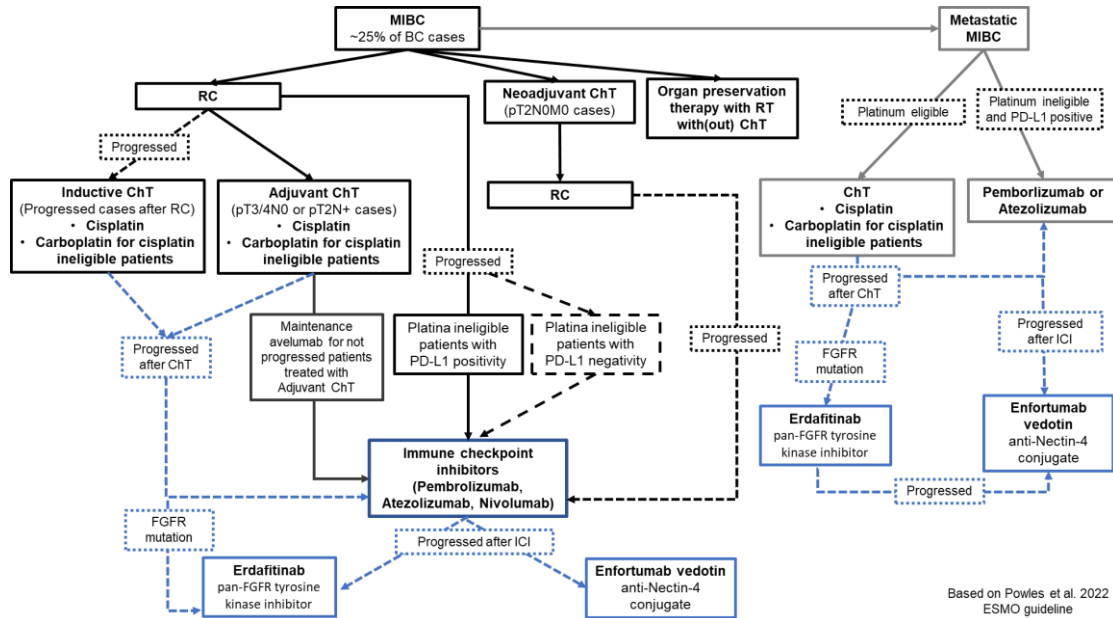 MIBC
~25% of BC cases
Metastatic
MIBC
RC
Neoadjuvant ChT
(pT2N0M0 cases)
Organ preservation
therapy with RT
with(out) ChT
Platinum eligible
Platinum ineligible
and PD-L1 positive
Progressed
Inductive ChT
(Progressed cases after RC)
• Cisplatin
• Carboplatin for cisplatin
ineligible patients
Adjuvant ChT
(pT3/4N0 or pT2N+ cases)
• Cisplatin
• Carboplatin for cisplatin
ineligible patients
RC
ChT
• Cisplatin
• Carboplatin for cisplatin
ineligible patients
Pemborlizumab or
Atezolizumab
Progressed
Progressed
after ChT
Maintenance
avelumab for not
progressed patients
treated with
Adjuvant ChT
Platina ineligible
patients with
PD-L1 positivity
Platina ineligible
patients with
PD-L1 negativity
Progressed
Progressed
after ChT
Progressed
after ICI
FGFR
mutation
Erdafitinab
pan-FGFR tyrosine
kinase inhibitor
Enfortumab
vedotin
anti-Nectin-4
conjugate
Progressed
Immune checkpoint
inhibitors
(Pembrolizumab,
Atezolizumab, Nivolumab)
FGFR
mutation
Progressed after ICI
Erdafitinab
pan-FGFR tyrosine
kinase inhibitor
Enfortumab vedotin
anti-Nectin-4
conjugate
Based on Powles et al. 2022
ESMO guideline